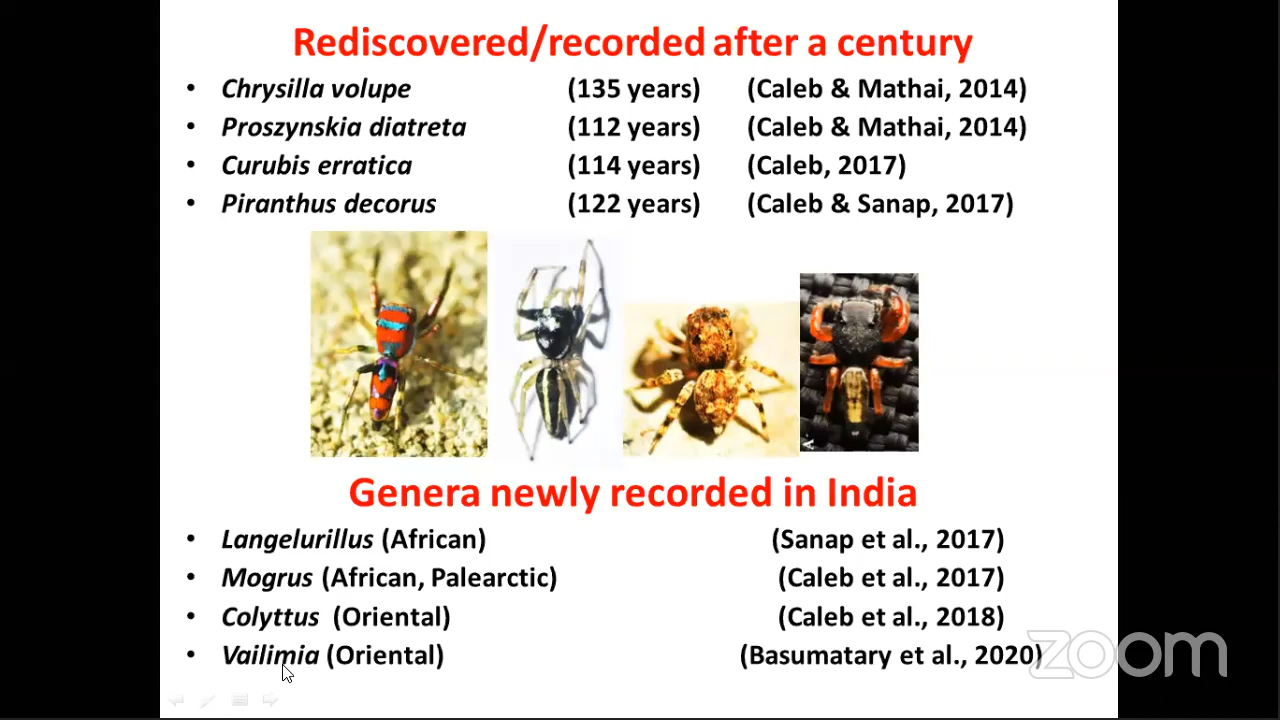 Rediscovered/recorded after a century
• Chrysilla volupe (135 years) (Caleb & Mathai, 2014)
• Proszynskia diatreta (112 years) (Caleb & Mathai, 2014)
• Curubis erratica (114 years) (Caleb, 2017)
• Piranthus decorus (122 years) (Caleb & Sanap, 2017)
Genera newly recorded in India
• Langelurillus (African) (Sanap et al., 2017)
• Mogrus (African, Palearctic) (Caleb et al., 2017)
• Colyttus (Oriental) (Caleb et al., 2018)
• Vailimia (Oriental) (Basumatary et al., 2020)
zoom